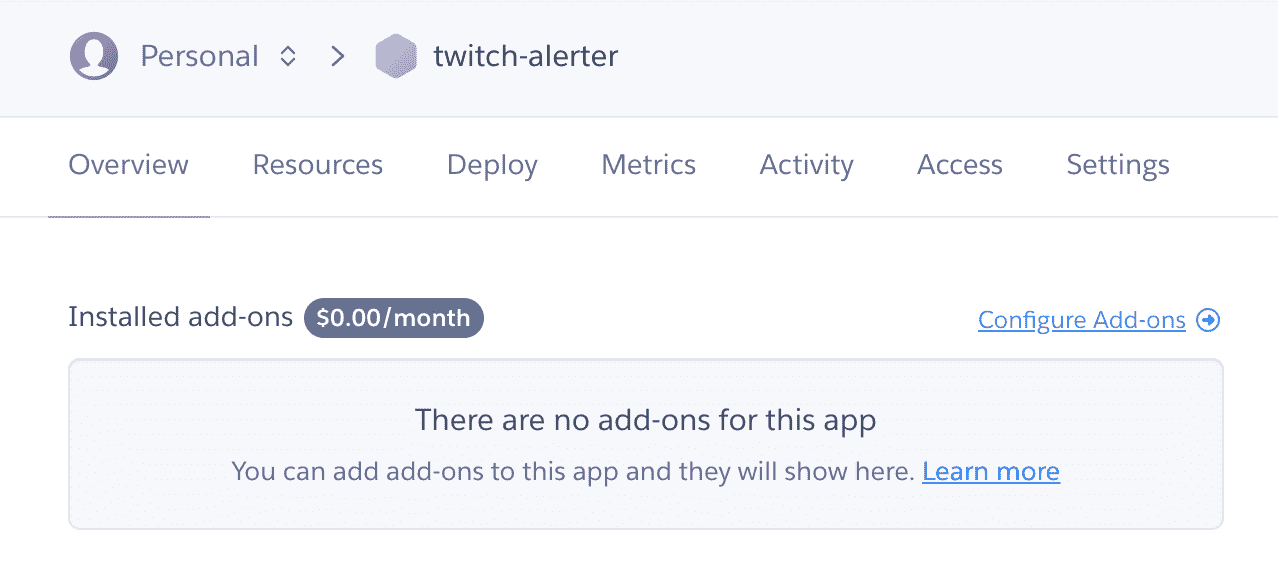 Personal twitch-alerter
Overview Resources Deploy Metrics Activity Access Settings
Installed add-ons $0.00/month Configure Add-ons
There are no add-ons for this app
You can add add-ons to this app and they will show here. Learn more